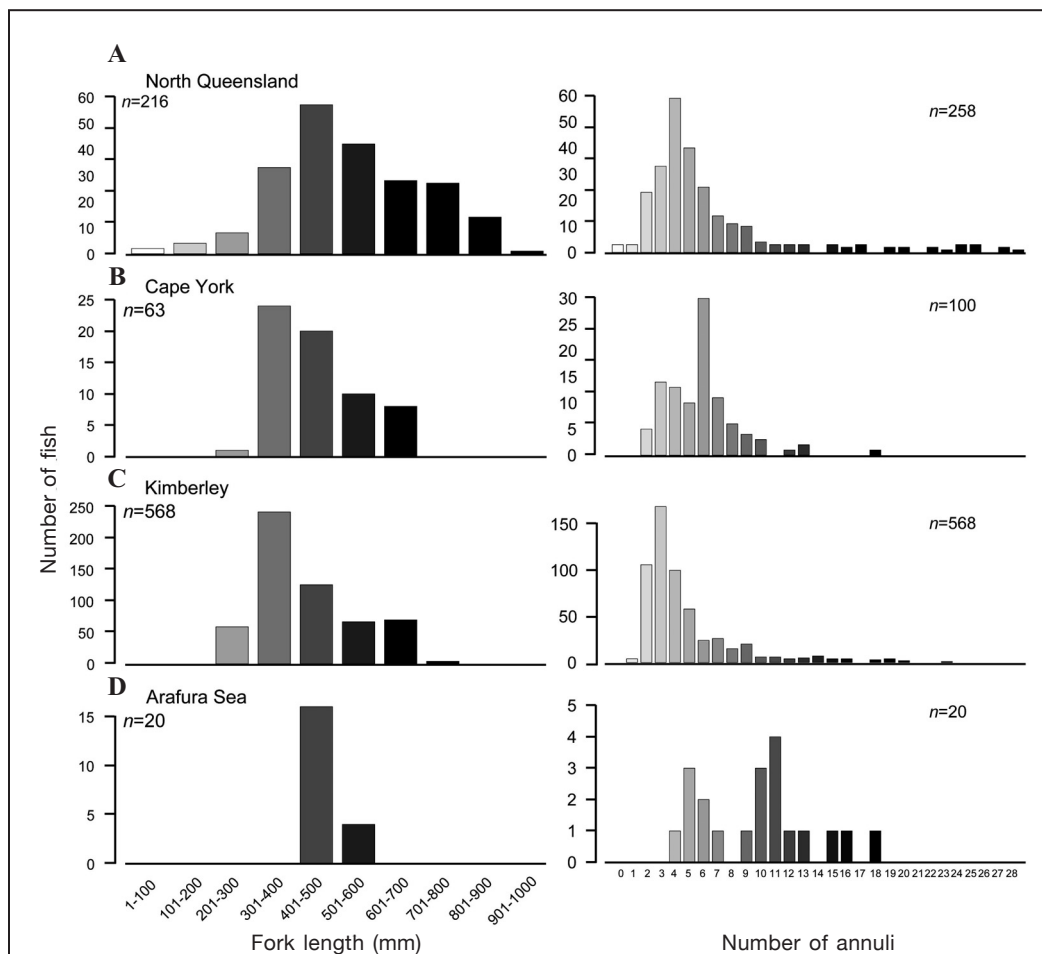 A
North Queensland
n=216
60
50
40
30
20
10
0
60
50
40
30
20
10
0
n=258
B
Cape York
n=63
25
20
15
10
5
0
30
25
20
15
10
5
0
n=100
C
Kimberley
n=568
250
200
150
100
50
0
150
100
50
0
n=568
D
Arafura Sea
n=20
15
10
5
0
5
4
3
2
1
0
n=20
Number of fish
1-100 101-200 201-300 301-400 401-500 501-600 601-700 701-800 801-900 901-1000
0 1 2 3 4 5 6 7 8 9 10 11 12 13 14 15 16 17 18 19 20 21 22 23 24 25 26 27 28
Fork length (mm)
Number of annuli